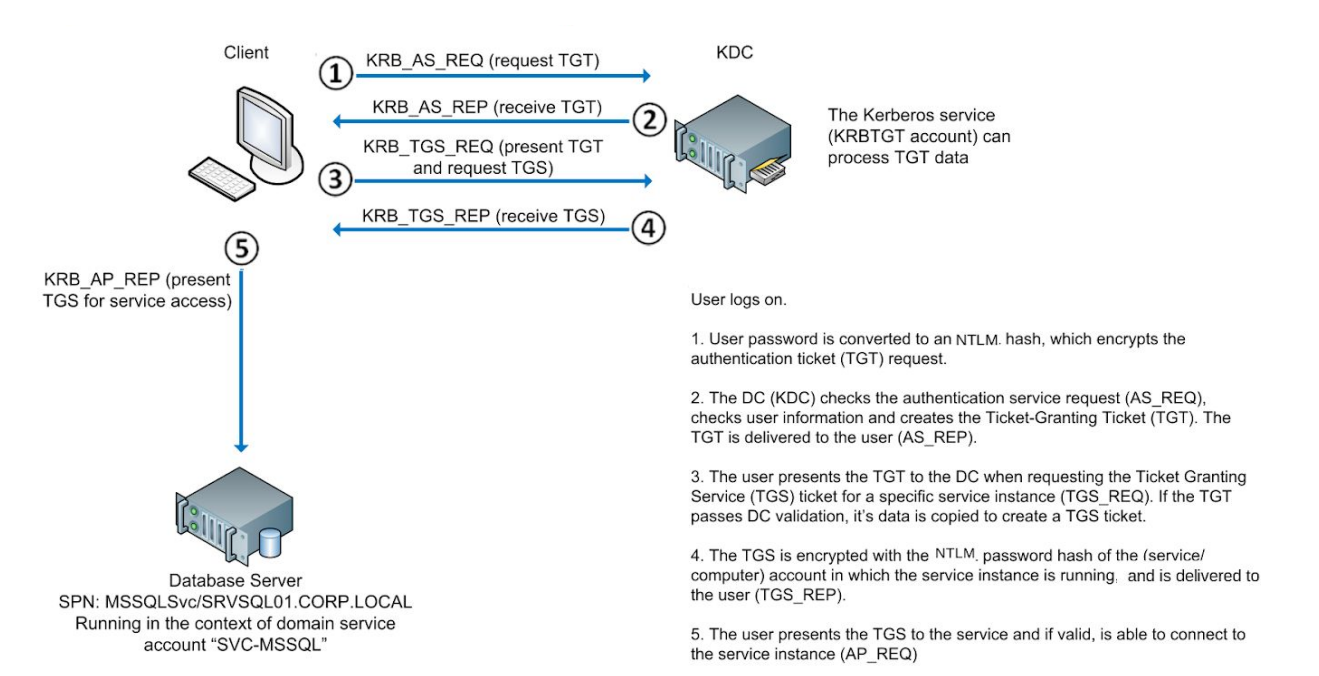 Client
KDC
1
KRB_AS_REQ (request TGT)
KRB_AS_REP (receive TGT)
2
The Kerberos service
(KRBTGT account) can
process TGT data
KRB_TGS_REQ (present TGT
and request TGS)
3
KRB_TGS_REP (receive TGS)
4
5
KRB_AP_REP (present
TGS for service access)
Database Server
SPN: MSSQLSvc/SRVSQL01.CORP.LOCAL
Running in the context of domain service
account “SVC-MSSQL”
User logs on.
1. User password is converted to an NTLM. hash, which encrypts the
authentication ticket (TGT) request.
2. The DC (KDC) checks the authentication service request (AS_REQ),
checks user information and creates the Ticket-Granting Ticket (TGT). The
TGT is delivered to the user (AS_REP).
3. The user presents the TGT to the DC when requesting the Ticket Granting
Service (TGS) ticket for a specific service instance (TGS_REQ). If the TGT
passes DC validation, it’s data is copied to create a TGS ticket.
4. The TGS is encrypted with the NTLM. password hash of the (service/
computer) account in which the service instance is running, and is delivered to
the user (TGS_REP).
5. The user presents the TGS to the service and if valid, is able to connect to
the service instance (AP_REQ)